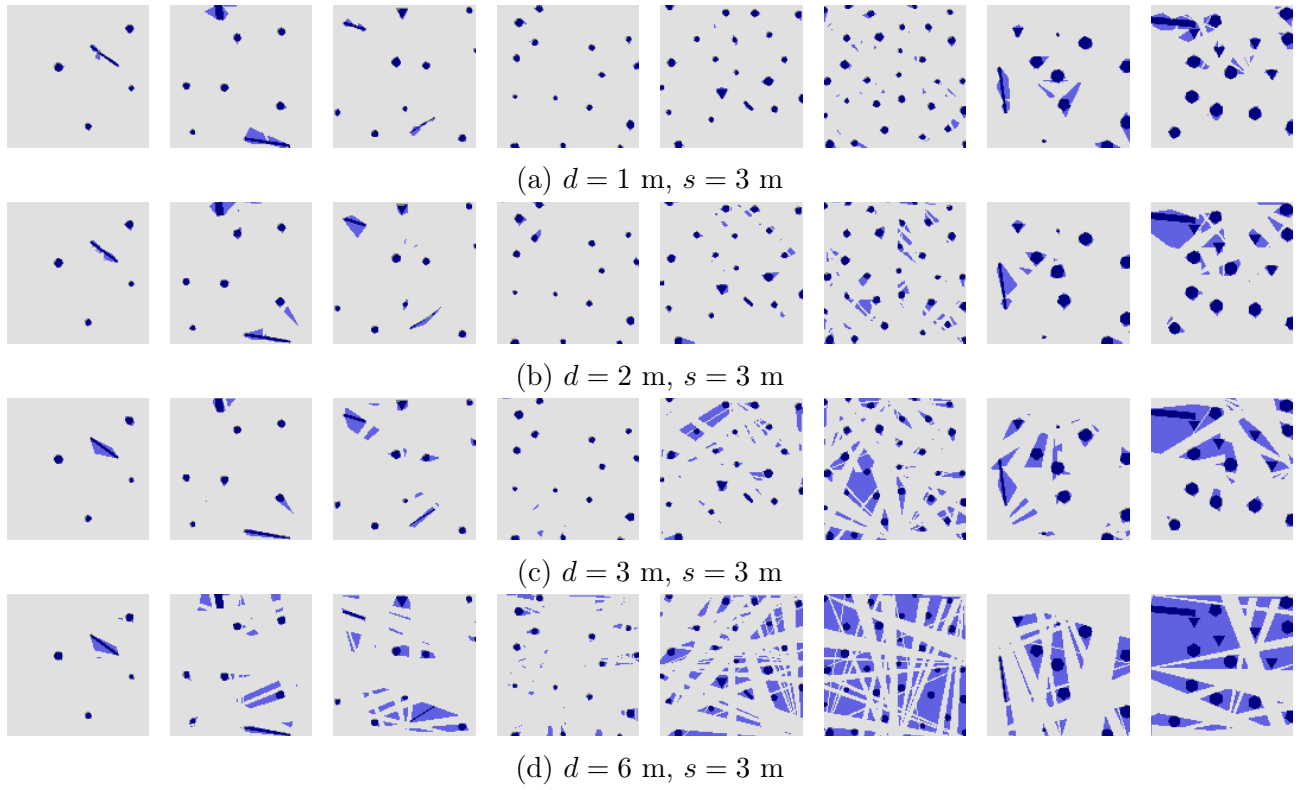 (a) d = 1 m, s = 3 m
(b) d = 2 m, s = 3 m
(c) d = 3 m, s = 3 m
(d) d = 6 m, s = 3 m